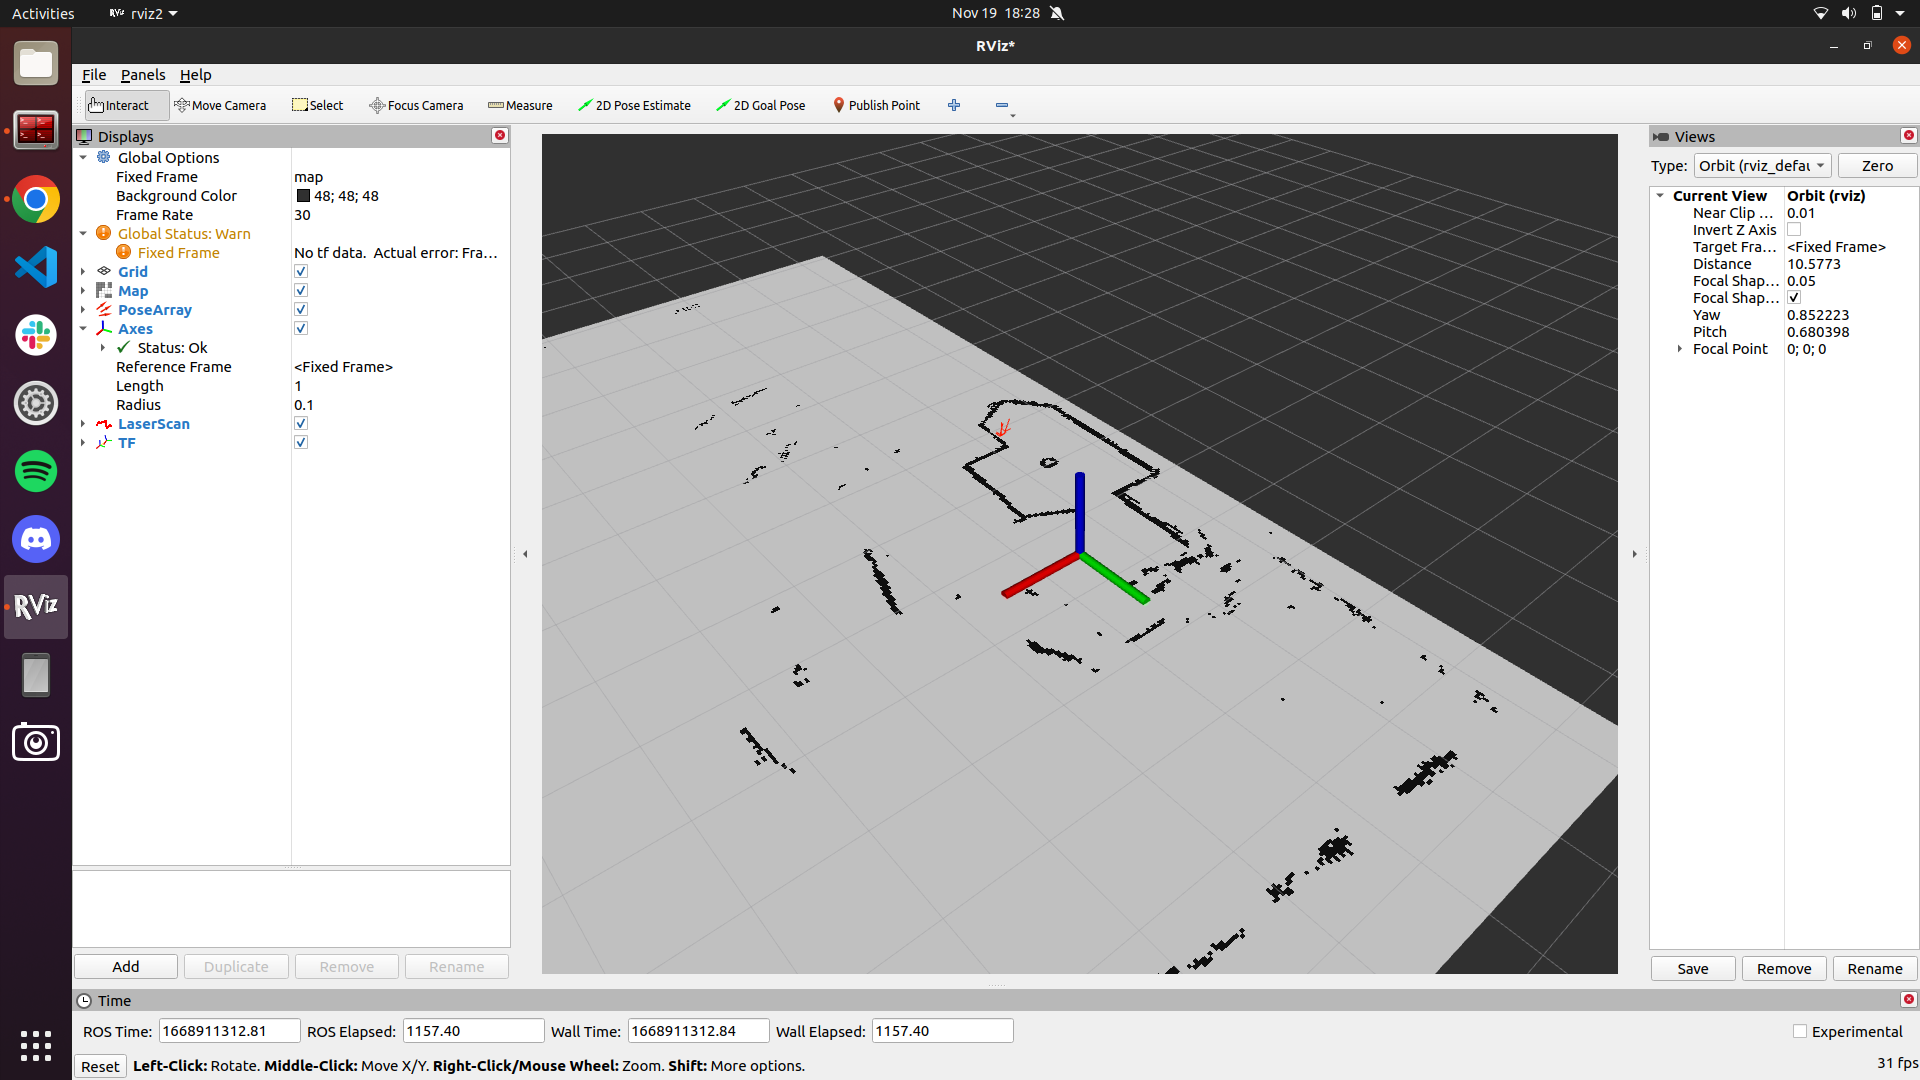 Activities
rviz2
Nov 19 18:28
RViz*
File Panels Help
Interact Move Camera Select Focus Camera Measure 2D Pose Estimate 2D Goal Pose Publish Point
Displays
Global Options
Fixed Frame map
Background Color 48; 48; 48
Frame Rate 30
Global Status: Warn
Fixed Frame No tf data. Actual error: Fra...
Grid
Map
PoseArray
Axes
Status: Ok
Reference Frame <Fixed Frame>
Length 1
Radius 0.1
LaserScan
TF
Add Duplicate Remove Rename
Views
Type: Orbit (rviz_defau Zero
Current View Orbit (rviz)
Near Clip ... 0.01
Invert Z Axis
Target Fra... <Fixed Frame>
Distance 10.5773
Focal Shap... 0.05
Focal Shap...
Yaw 0.852223
Pitch 0.680398
Focal Point 0; 0; 0
Save Remove Rename
RViz
Time
ROS Time: 1668911312.81 ROS Elapsed: 1157.40 Wall Time: 1668911312.84 Wall Elapsed: 1157.40 Experimental
Reset Left-Click: Rotate. Middle-Click: Move X/Y. Right-Click/Mouse Wheel: Zoom. Shift: More options. 31 fps